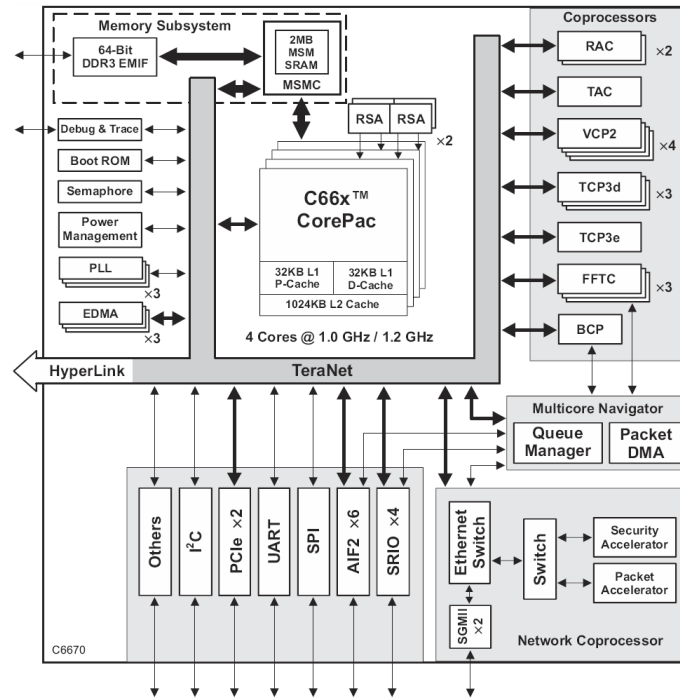 Memory Subsystem
64-Bit
DDR3 EMIF
2MB
MSM
SRAM
MSMC
Coprocessors
RAC
×2
TAC
VCP2
×4
TCP3d
×3
TCP3e
FFTC
×3
BCP
RSA
RSA
×2
Debug & Trace
Boot ROM
Semaphore
Power
Management
PLL
×3
EDMA
×3
C66x™
CorePac
32KB L1
P-Cache
32KB L1
D-Cache
1024KB L2 Cache
4 Cores @ 1.0 GHz / 1.2 GHz
HyperLink
TeraNet
Multicore Navigator
Queue
Manager
Packet
DMA
Others
I²C
PCIe ×2
UART
SPI
AIF2 ×6
SRIO ×4
Ethernet
Switch
Switch
Security
Accelerator
Packet
Accelerator
SGMII
×2
Network Coprocessor
C6670